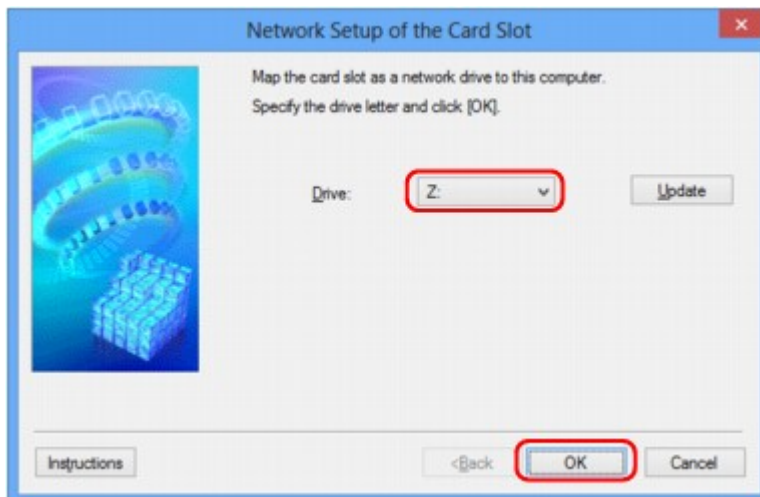 Network Setup of the Card Slot
Map the card slot as a network drive to this computer.
Specify the drive letter and click [OK].
Drive: Z: Update
Instructions <Back OK Cancel